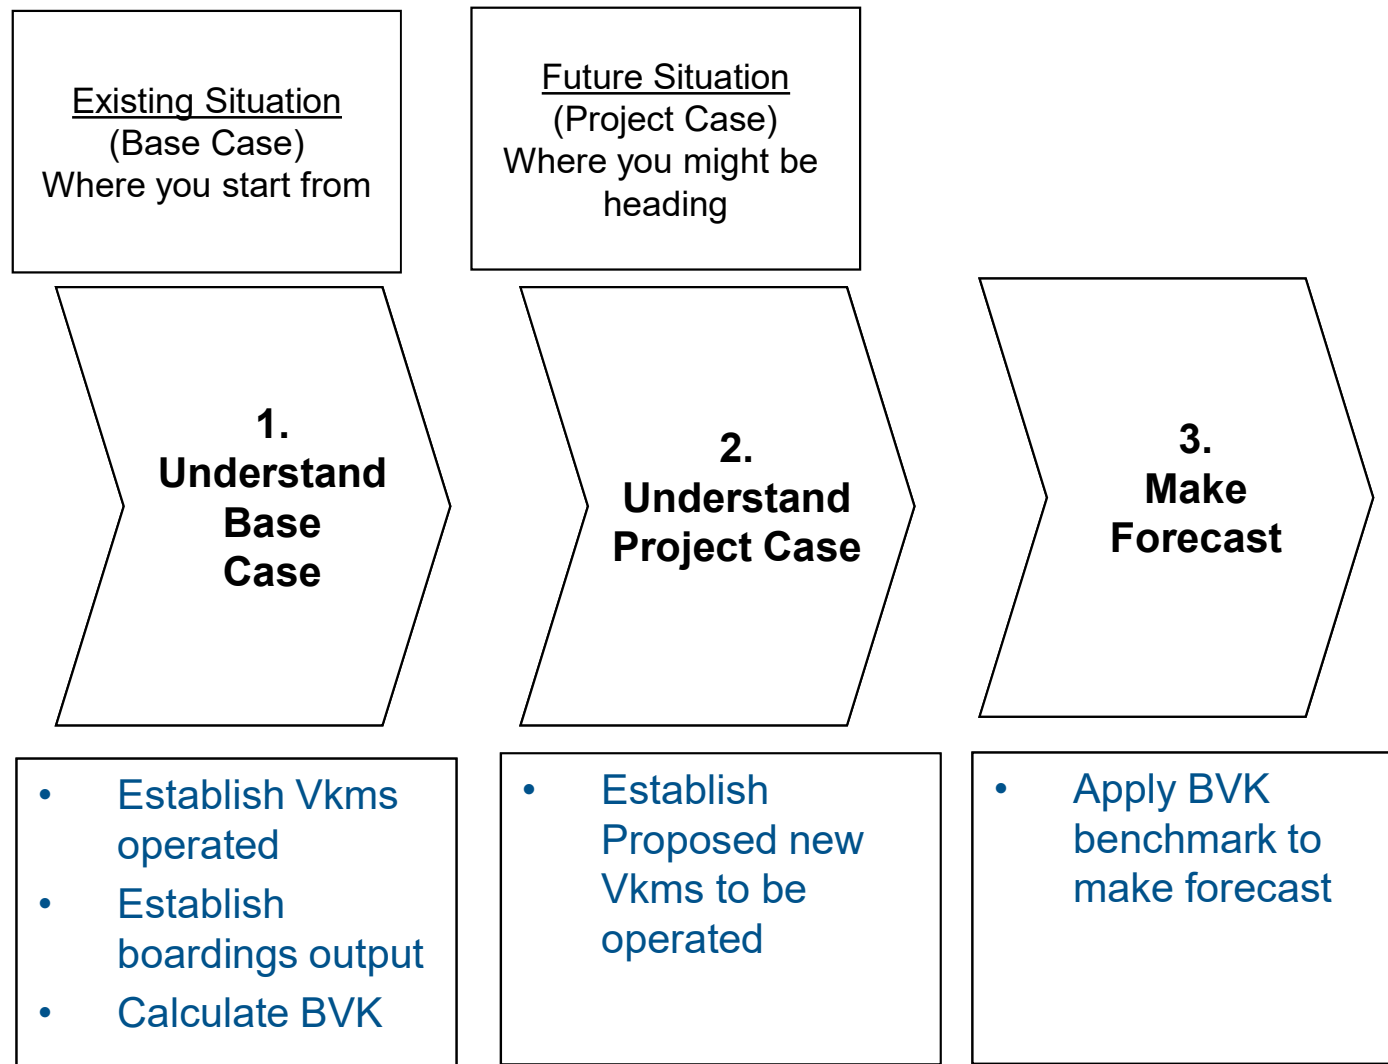 Existing Situation
(Base Case)
Where you start from
Future Situation
(Project Case)
Where you might be
heading
1.
Understand
Base
Case
2.
Understand
Project Case
3.
Make
Forecast
• Establish Vkms
operated
• Establish
boardings output
• Calculate BVK
• Establish
Proposed new
Vkms to be
operated
• Apply BVK
benchmark to
make forecast